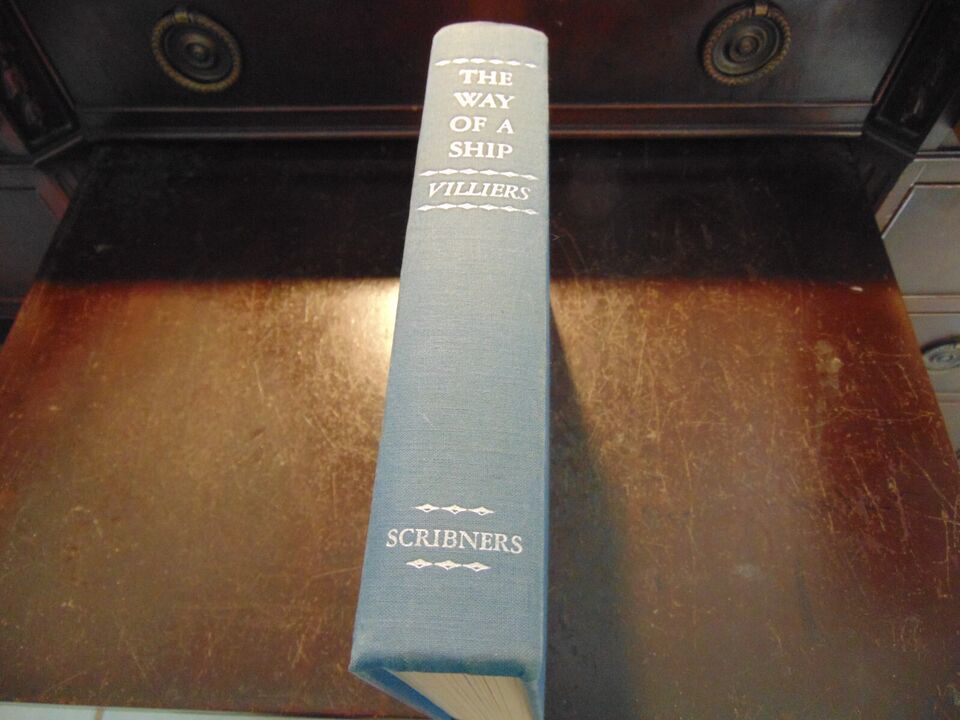 THE
WAY
OF A
SHIP
VILLIERS
SCRIBNERS